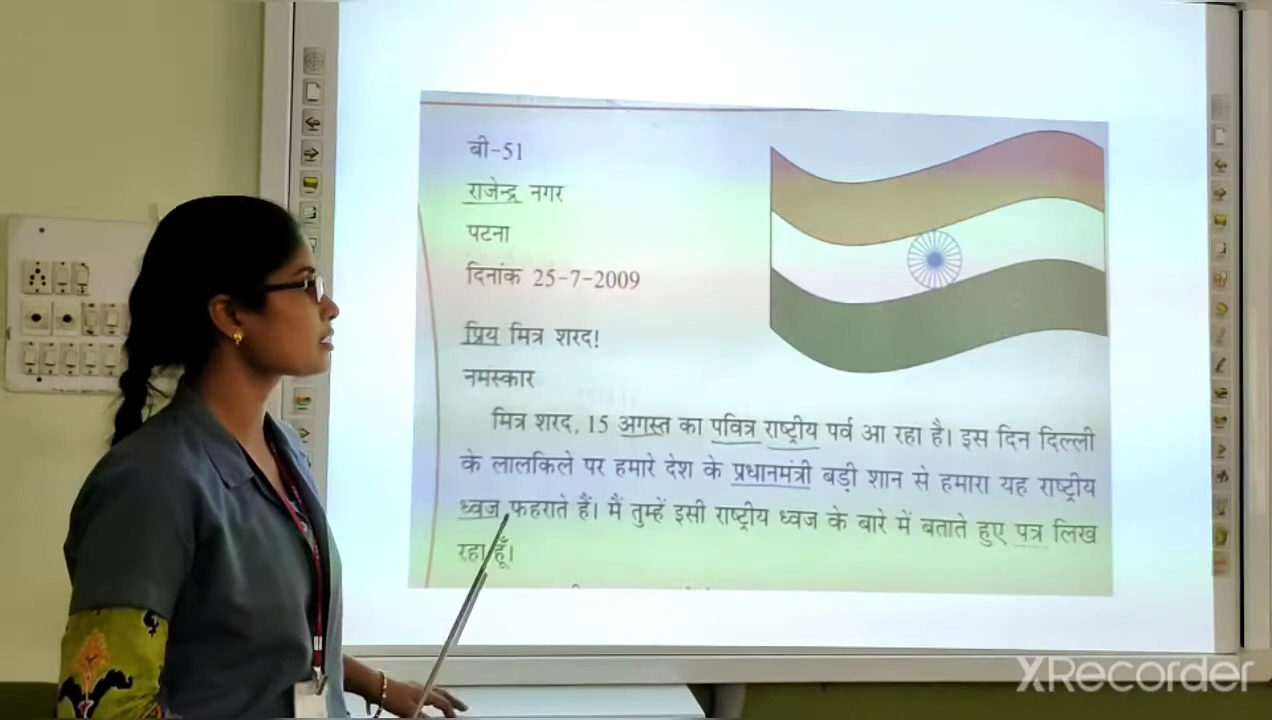 बी-51
राजेन्द्र नगर
पटना
दिनांक 25-7-2009
प्रिय मित्र शरद!
नमस्कार
मित्र शरद, 15 अगस्त का पवित्र राष्ट्रीय पर्व आ रहा है। इस दिन दिल्ली
के लालकिले पर हमारे देश के प्रधानमंत्री बड़ी शान से हमारा यह राष्ट्रीय
ध्वज फहराते हैं। मैं तुम्हें इसी राष्ट्रीय ध्वज के बारे में बताते हुए पत्र लिख
रहा हूँ।
XRecorder